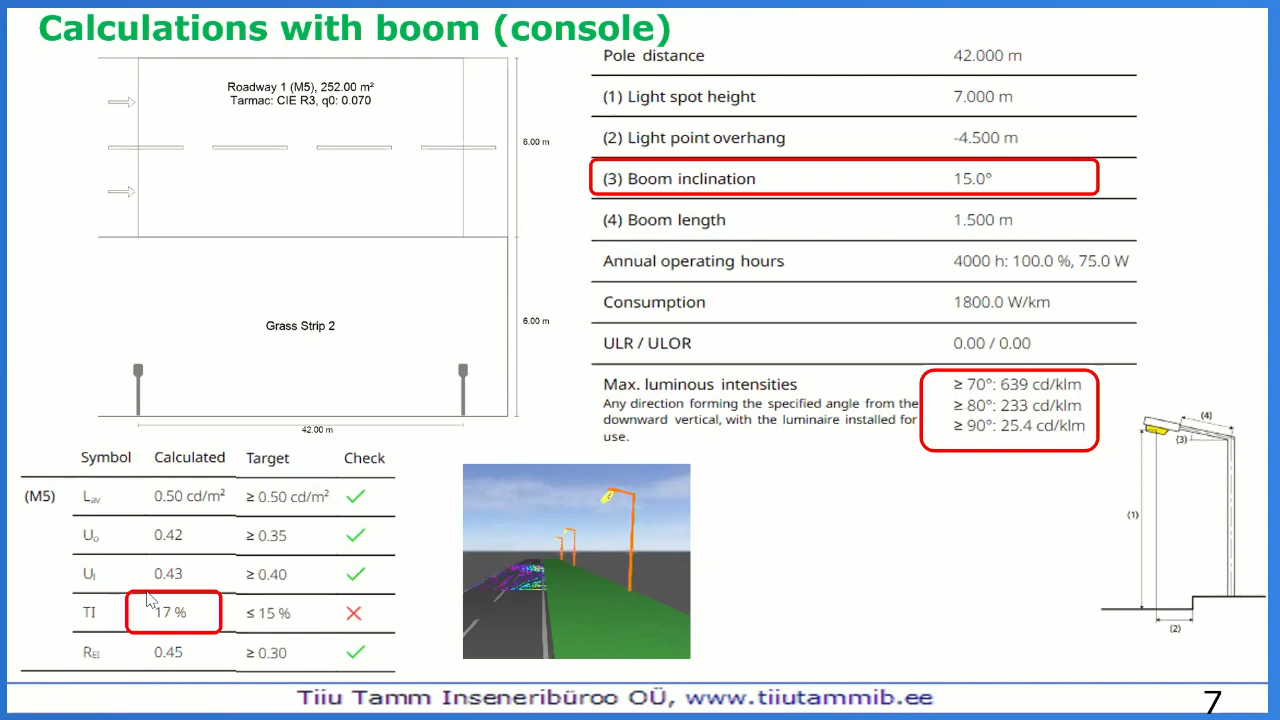 Calculations with boom (console)
Roadway 1 (M5), 252.00 m²
Tarmac: CIE R3, q0: 0.070
6.00 m
Grass Strip 2
6.00 m
42.00 m
Pole distance 42.000 m
(1) Light spot height 7.000 m
(2) Light point overhang -4.500 m
(3) Boom inclination 15.0°
(4) Boom length 1.500 m
Annual operating hours 4000 h: 100.0 %, 75.0 W
Consumption 1800.0 W/km
ULR / ULOR 0.00 / 0.00
Max. luminous intensities ≥ 70°: 639 cd/klm
Any direction forming the specified angle from the ≥ 80°: 233 cd/klm
downward vertical, with the luminaire installed for ≥ 90°: 25.4 cd/klm
use.
Symbol Calculated Target Check
(M5) Lav 0.50 cd/m² ≥ 0.50 cd/m² ✓
Uo 0.42 ≥ 0.35 ✓
Ul 0.43 ≥ 0.40 ✓
TI 17 % ≤ 15 % ✗
REI 0.45 ≥ 0.30 ✓
(4)
(3)
(1)
(2)
Tiiu Tamm Inseneribüroo OÜ, www.tiiutammib.ee
7